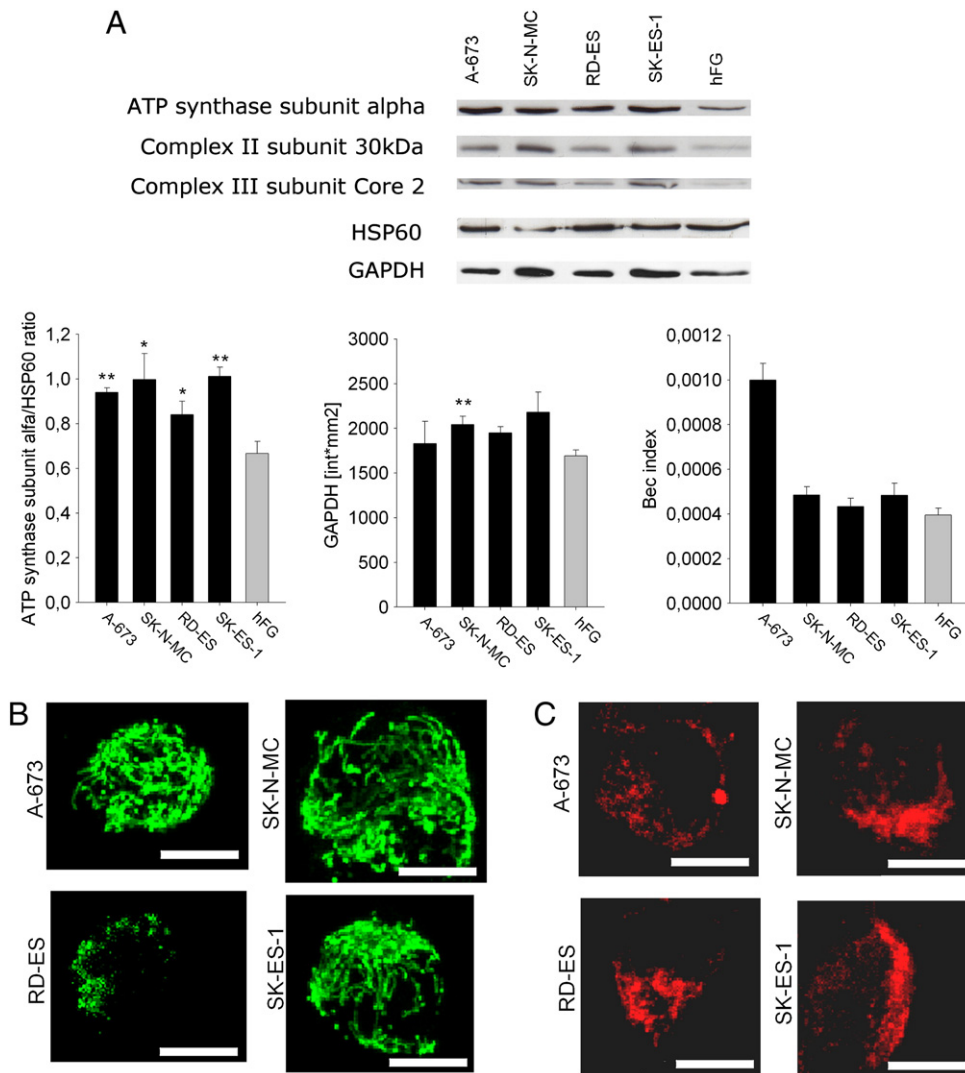 A
A-673
SK-N-MC
RD-ES
SK-ES-1
hFG
ATP synthase subunit alpha
Complex II subunit 30kDa
Complex III subunit Core 2
HSP60
GAPDH
ATP synthase subunit alfa/HSP60 ratio
1,2
1,0
0,8
0,6
0,4
0,2
0,0
**
*
*
**
A-673
SK-N-MC
RD-ES
SK-ES-1
hFG
GAPDH [int*mm2]
3000
2500
2000
1500
1000
500
0
**
A-673
SK-N-MC
RD-ES
SK-ES-1
hFG
Bec index
0,0012
0,0010
0,0008
0,0006
0,0004
0,0002
0,0000
A-673
SK-N-MC
RD-ES
SK-ES-1
hFG
B
A-673
SK-N-MC
RD-ES
SK-ES-1
C
A-673
SK-N-MC
RD-ES
SK-ES-1